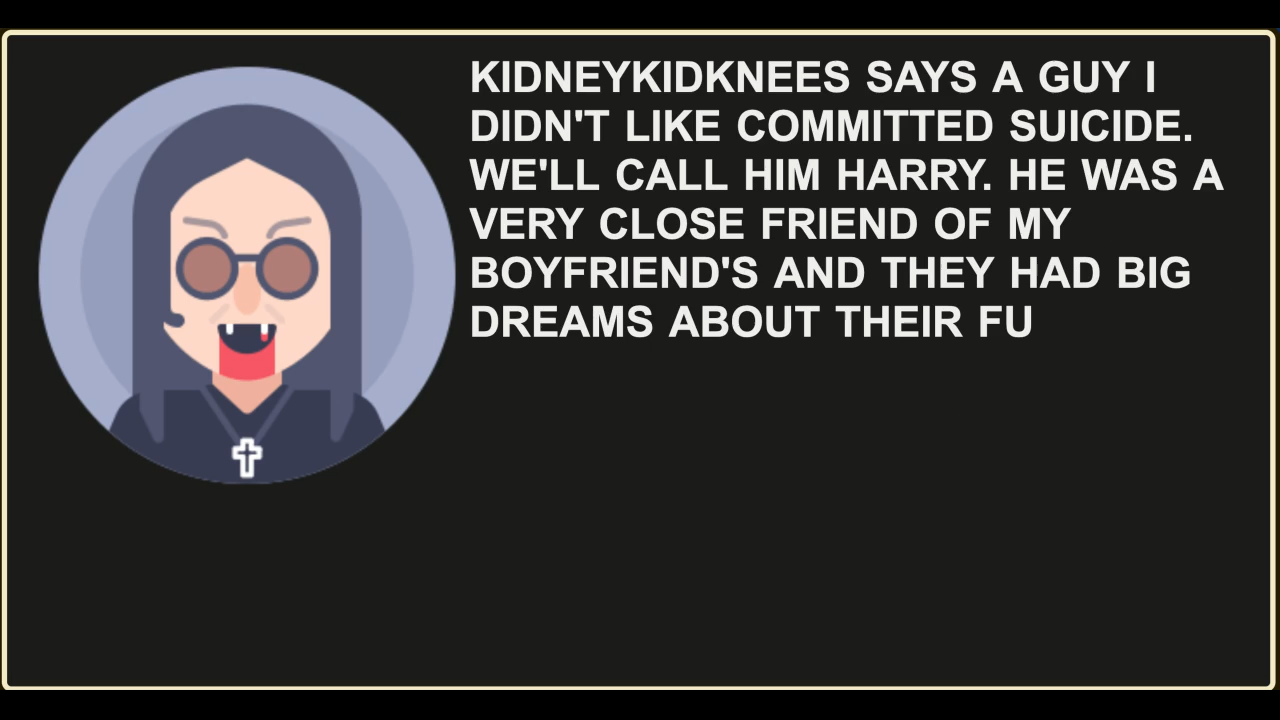 KIDNEYKIDKNEES SAYS A GUY I
DIDN'T LIKE COMMITTED SUICIDE.
WE'LL CALL HIM HARRY. HE WAS A
VERY CLOSE FRIEND OF MY
BOYFRIEND'S AND THEY HAD BIG
DREAMS ABOUT THEIR FU